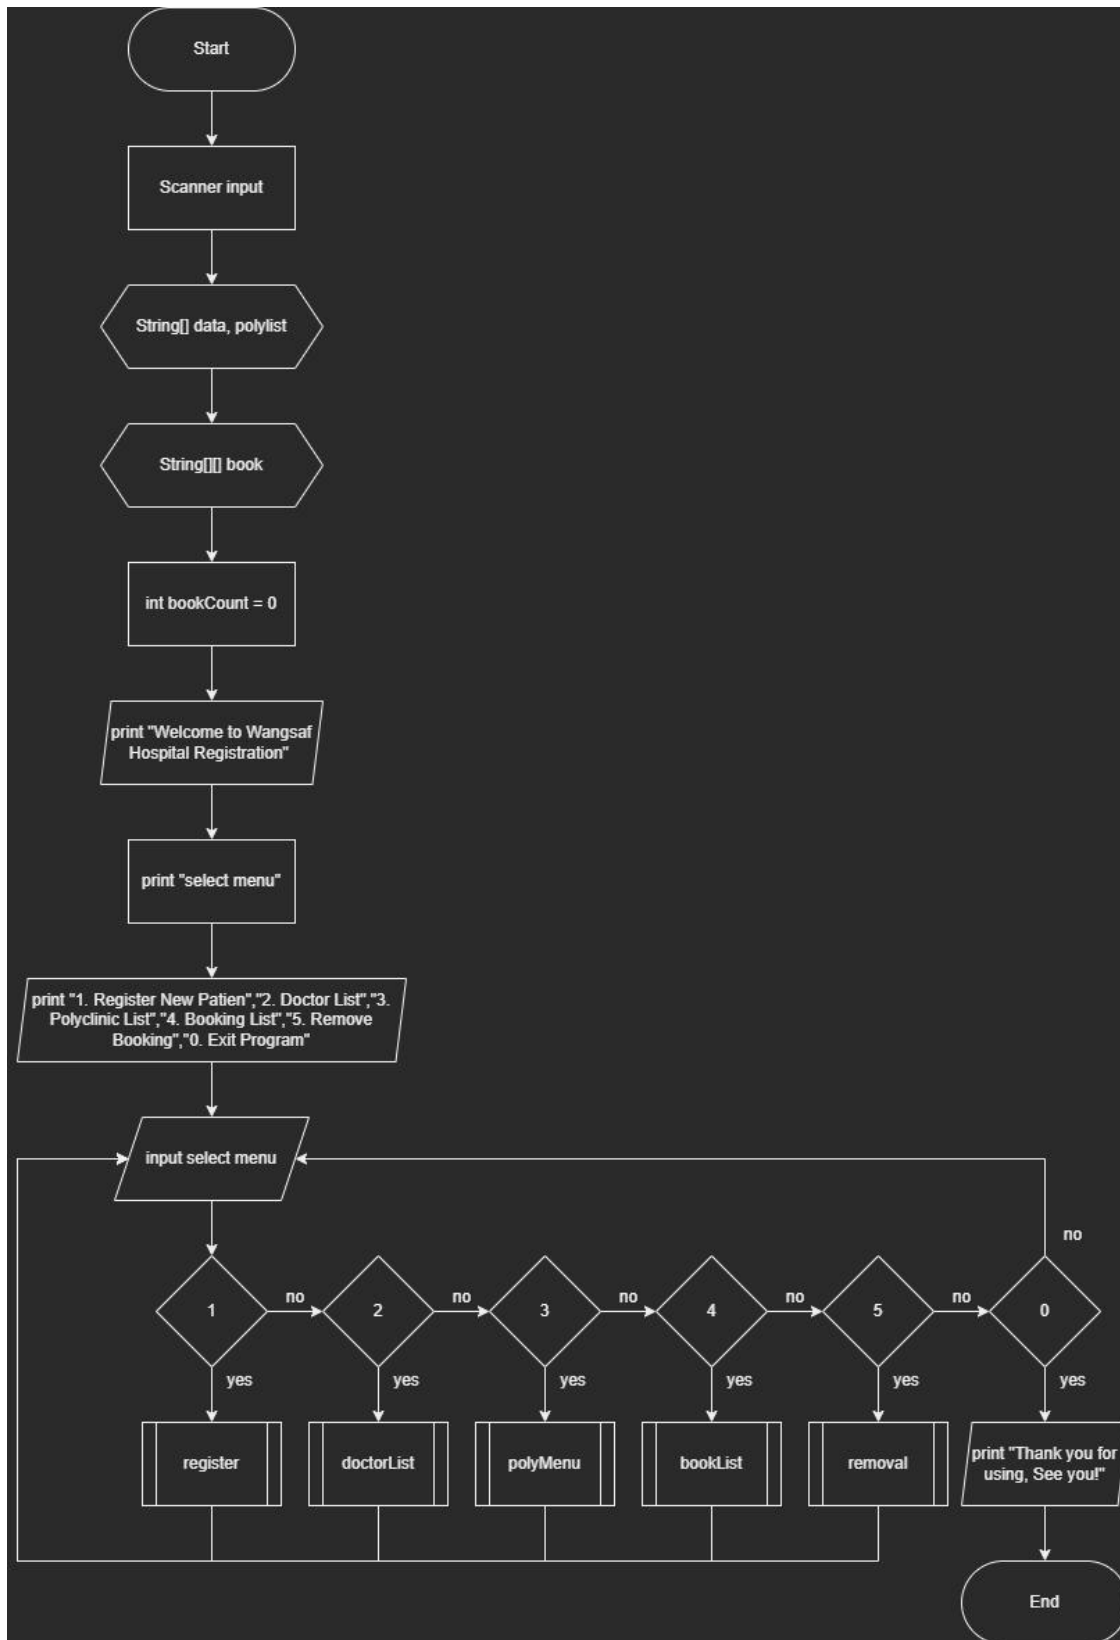 Start
Scanner input
String[] data, polylist
String[][] book
int bookCount = 0
print "Welcome to Wangsaf
Hospital Registration"
print "select menu"
print "1. Register New Patien","2. Doctor List","3.
Polyclinic List","4. Booking List","5. Remove
Booking","0. Exit Program"
input select menu
no
1
no
2
no
3
no
4
no
5
no
0
yes
yes
yes
yes
yes
yes
register
doctorList
polyMenu
bookList
removal
print "Thank you for
using, See you!"
End